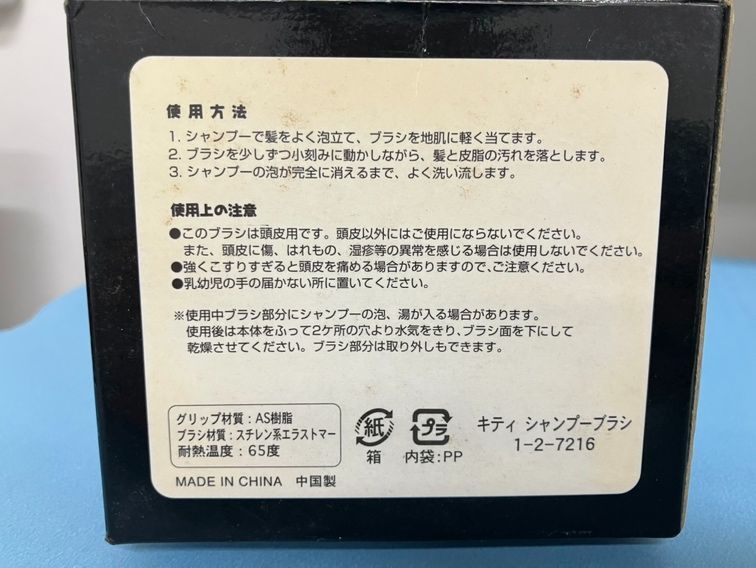 使用方法
1. シャンプーで髪をよく泡立て、ブラシを地肌に軽く当てます。
2. ブラシを少しずつ小刻みに動かしながら、髪と皮脂の汚れを落とします。
3. シャンプーの泡が完全に消えるまで、よく洗い流します。
使用上の注意
●このブラシは頭皮用です。頭皮以外にはご使用にならないでください。
また、頭皮に傷、はれもの、湿疹等の異常を感じる場合は使用しないでください。
●強くこすりすぎると頭皮を痛める場合がありますので、ご注意ください。
●乳幼児の手の届かない所に置いてください。
※使用中ブラシ部分にシャンプーの泡、湯が入る場合があります。
使用後は本体をふって2ケ所の穴より水気をきり、ブラシ面を下にして
乾燥させてください。ブラシ部分は取り外しもできます。
グリップ材質:AS樹脂
ブラシ材質:スチレン系エラストマー
耐熱温度:65度
MADE IN CHINA 中国製
紙
箱
プラ
内袋:PP
キティ シャンプーブラシ
1-2-7216